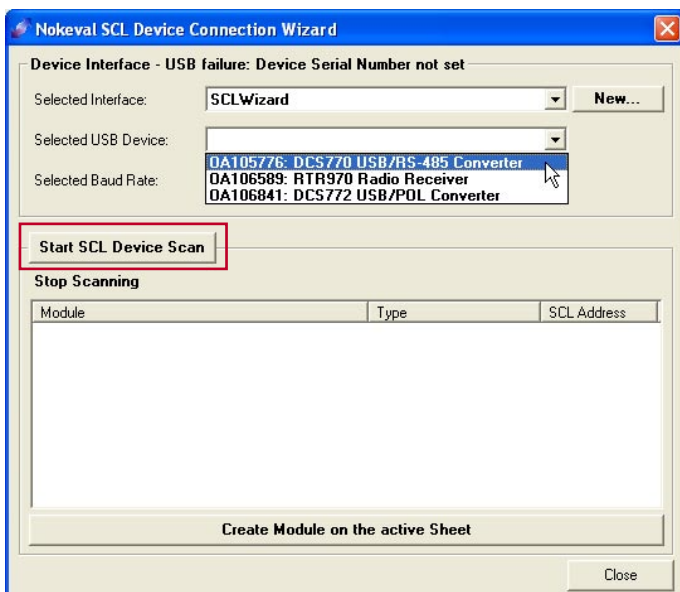 Nokeval SCL Device Connection Wizard
Device Interface - USB failure: Device Serial Number not set
Selected Interface: SCLWizard New...
Selected USB Device:
0A105776: DCS770 USB/RS-485 Converter
Selected Baud Rate: 0A106589: RTR970 Radio Receiver
0A106841: DCS772 USB/POL Converter
Start SCL Device Scan
Stop Scanning
Module Type SCL Address
Create Module on the active Sheet
Close